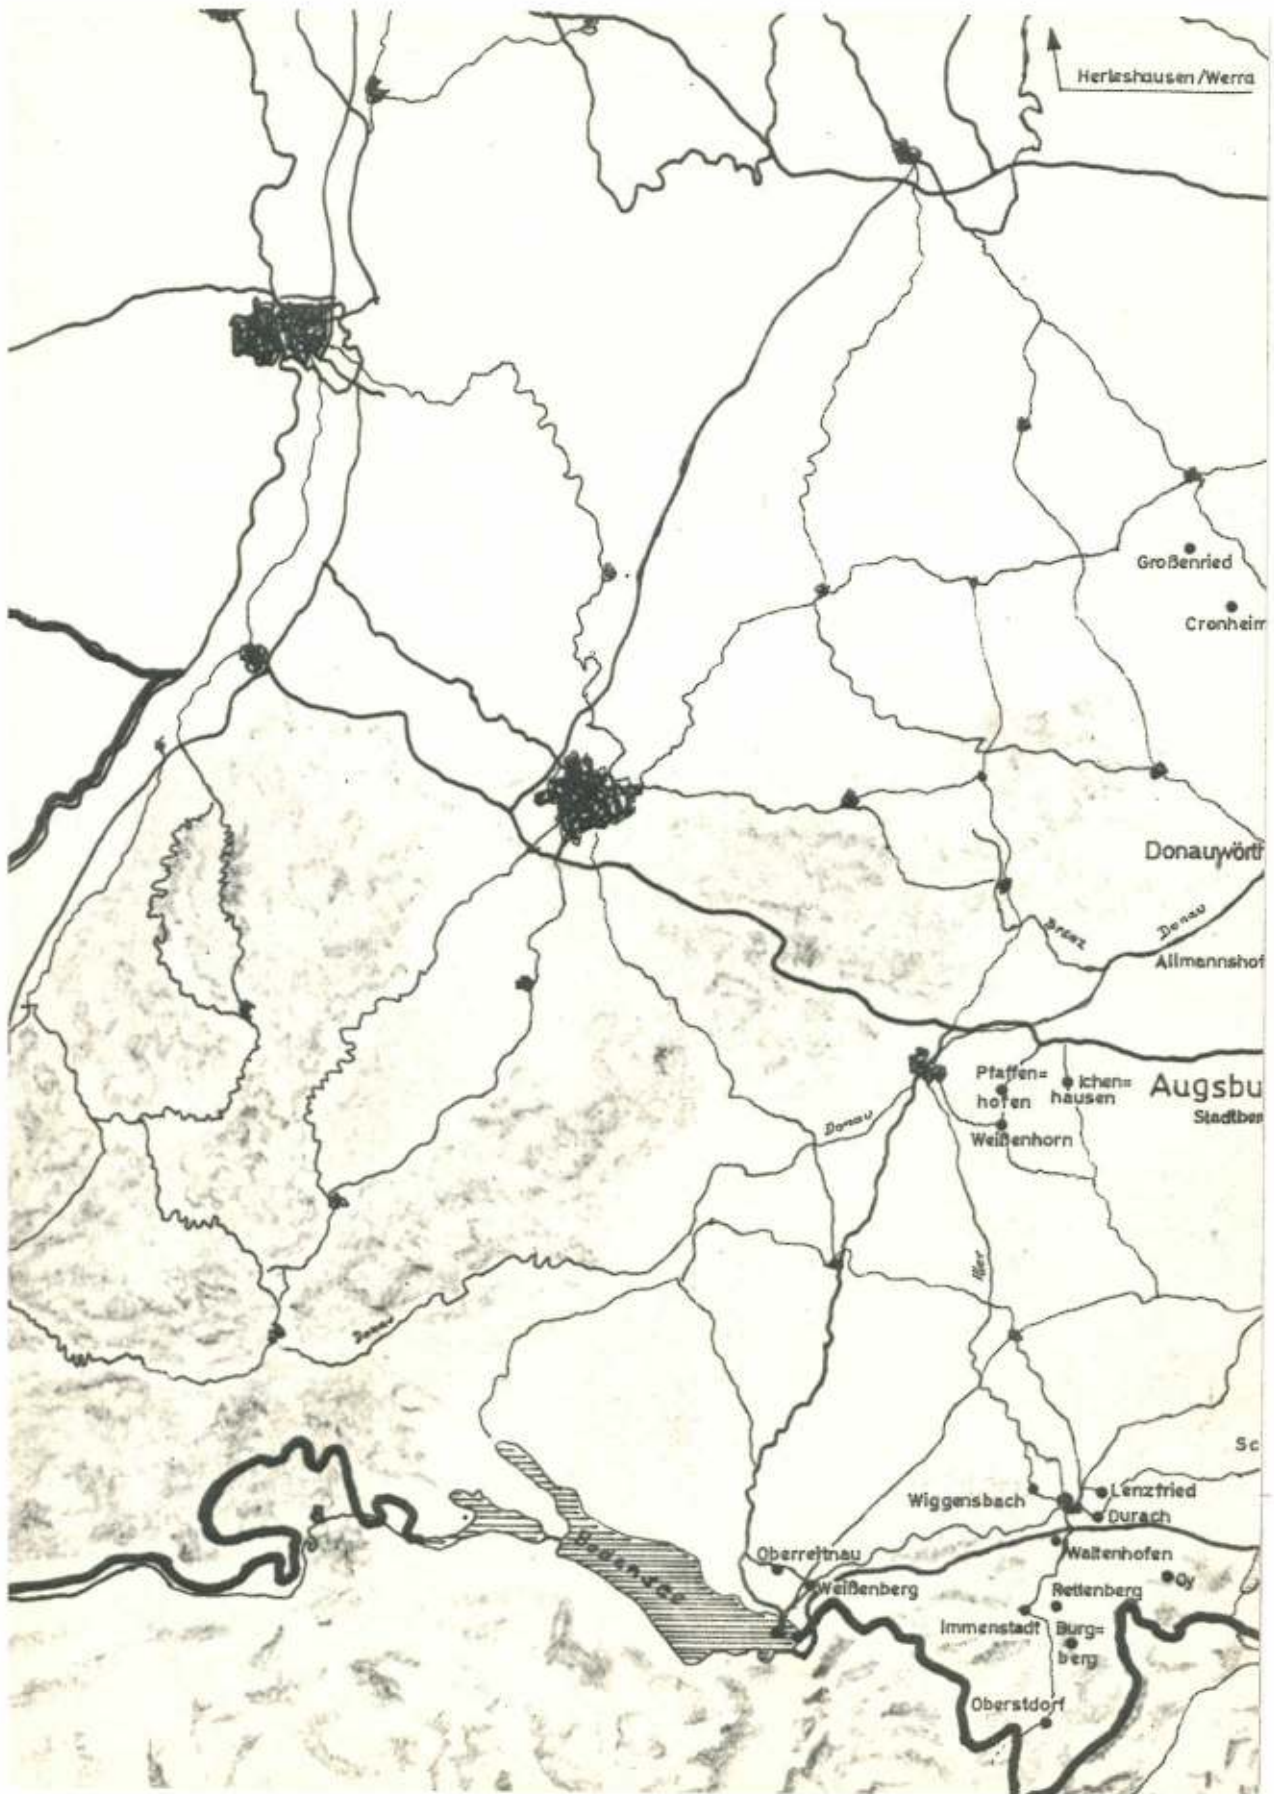 Herleshausen/Werra
Großenried
Cronheim
Donauwörth
Brenz
Donau
Allmannshof
Pfaffen=
hofen
Ichen=
hausen
Augsbu
Stadtber
Weißenhorn
Donau
Iller
Donau
Sc
Wiggensbach
Lenzfried
Durach
Bodensee
Oberreitnau
Waltenhofen
Weißenberg
Rettenberg
Oy
Immenstadt
Burg=
berg
Oberstdorf